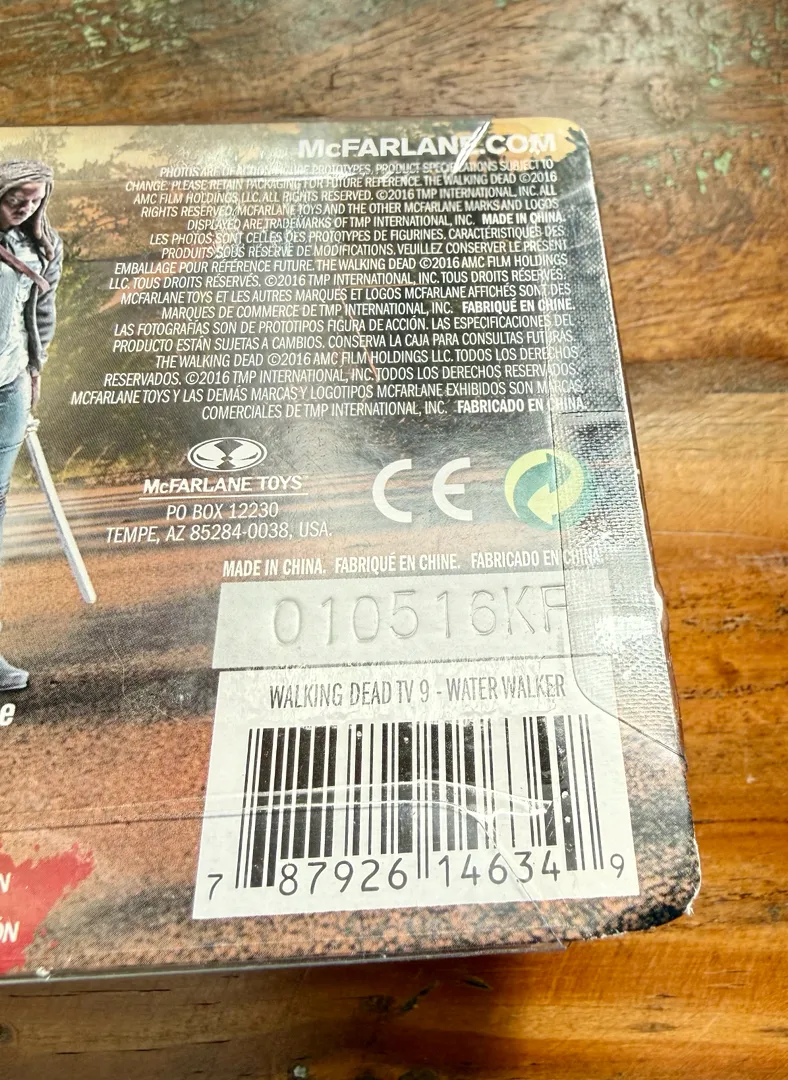 McFARLANE.COM
PHOTOS ARE OF ACTION FIGURE PROTOTYPES, PRODUCT SPECIFICATIONS SUBJECT TO
CHANGE. PLEASE RETAIN PACKAGING FOR FUTURE REFERENCE. THE WALKING DEAD ©2016
AMC FILM HOLDINGS LLC. ALL RIGHTS RESERVED. ©2016 TMP INTERNATIONAL, INC. ALL
RIGHTS RESERVED. MCFARLANE TOYS AND THE OTHER MCFARLANE MARKS AND LOGOS
DISPLAYED ARE TRADEMARKS OF TMP INTERNATIONAL, INC. MADE IN CHINA.
LES PHOTOS SONT CELLES DES PROTOTYPES DE FIGURINES. CARACTÉRISTIQUES DES
PRODUITS SOUS RÉSERVE DE MODIFICATIONS. VEUILLEZ CONSERVER LE PRÉSENT
EMBALLAGE POUR RÉFÉRENCE FUTURE. THE WALKING DEAD ©2016 AMC FILM HOLDINGS
LLC. TOUS DROITS RÉSERVÉS. ©2016 TMP INTERNATIONAL, INC. TOUS DROITS RÉSERVÉS.
MCFARLANE TOYS ET LES AUTRES MARQUES ET LOGOS MCFARLANE AFFICHÉS SONT DES
MARQUES DE COMMERCE DE TMP INTERNATIONAL, INC. FABRIQUÉ EN CHINE.
LAS FOTOGRAFÍAS SON DE PROTOTIPOS FIGURA DE ACCIÓN. LAS ESPECIFICACIONES DEL
PRODUCTO ESTÁN SUJETAS A CAMBIOS. CONSERVA LA CAJA PARA CONSULTAS FUTURAS.
THE WALKING DEAD ©2016 AMC FILM HOLDINGS LLC. TODOS LOS DERECHOS
RESERVADOS. ©2016 TMP INTERNATIONAL, INC. TODOS LOS DERECHOS RESERVADOS.
MCFARLANE TOYS Y LAS DEMÁS MARCAS Y LOGOTIPOS MCFARLANE EXHIBIDOS SON MARCAS
COMERCIALES DE TMP INTERNATIONAL, INC. FABRICADO EN CHINA.
McFARLANE TOYS
PO BOX 12230
TEMPE, AZ 85284-0038, USA.
CE
MADE IN CHINA. FABRIQUÉ EN CHINE. FABRICADO EN CHINA.
010516KF
WALKING DEAD TV 9 - WATER WALKER
7 87926 14634 9